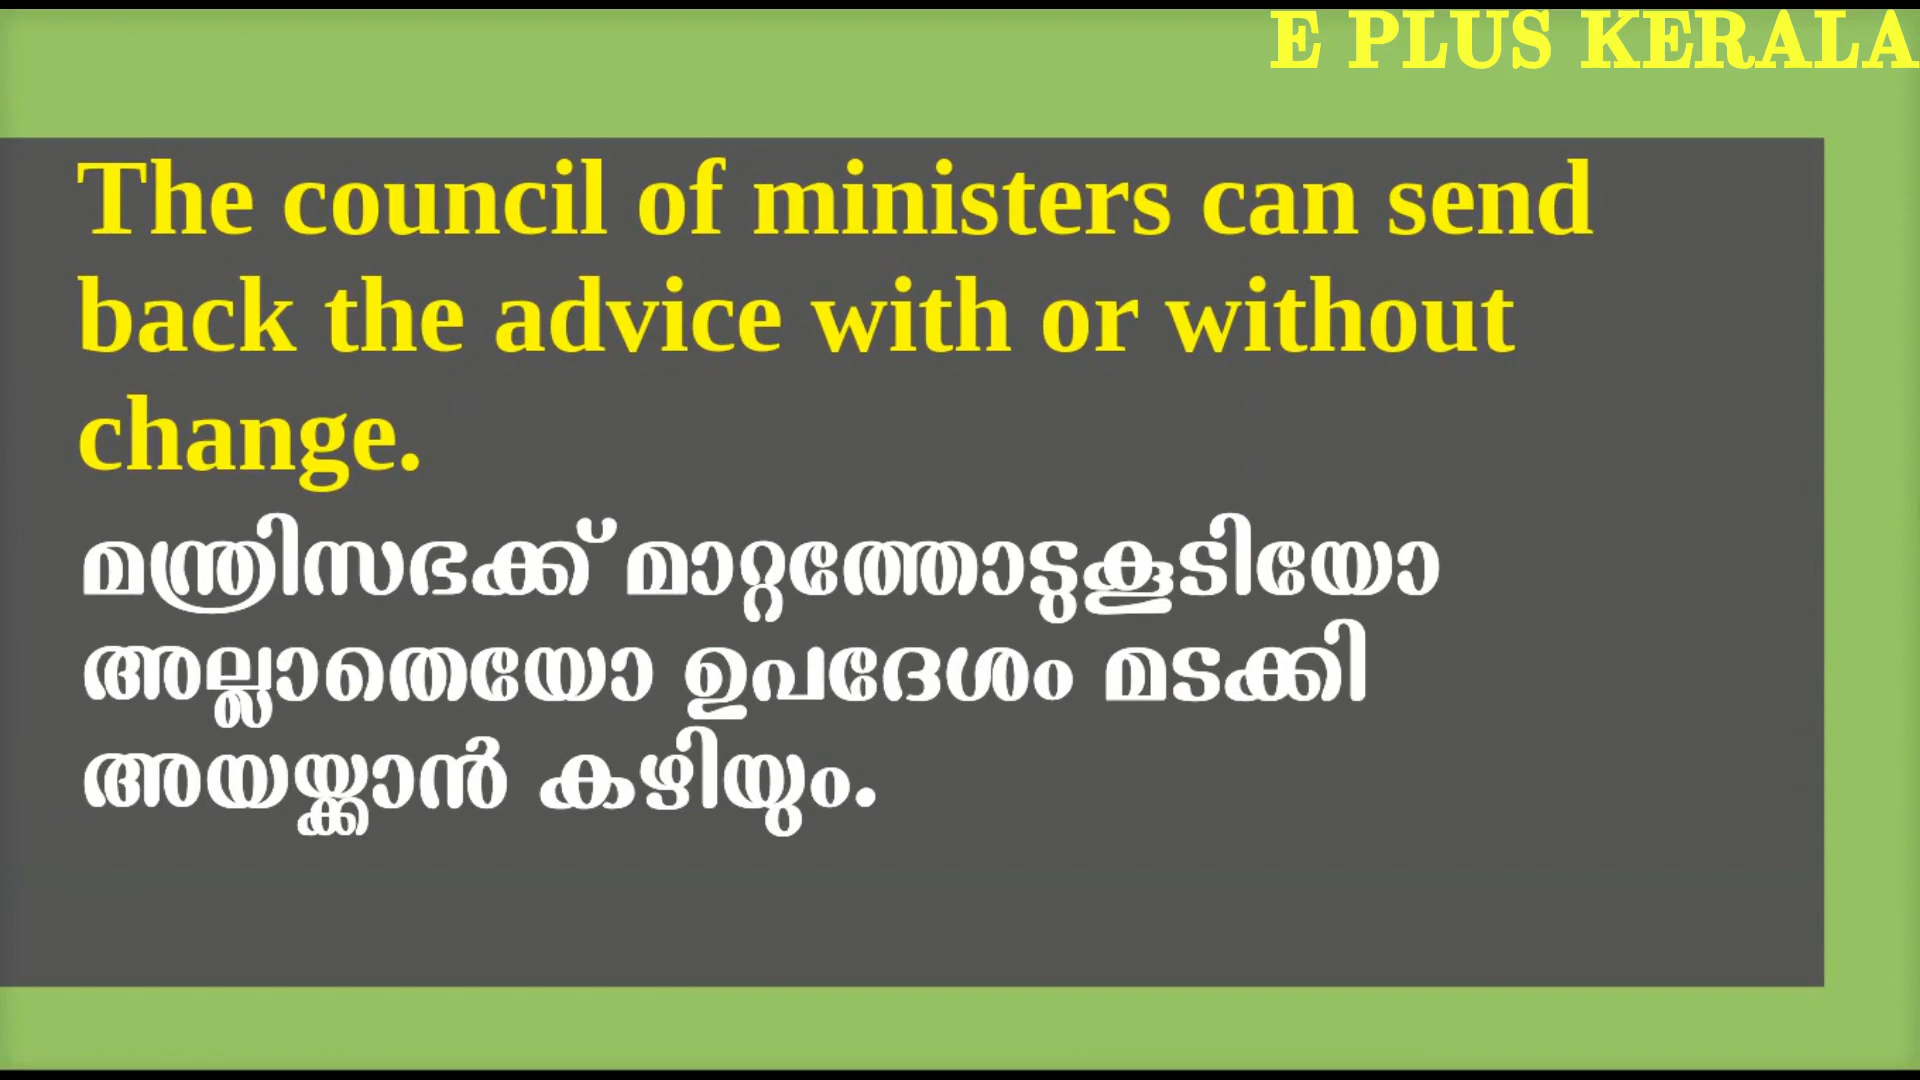 E PLUS KERALA
The council of ministers can send
back the advice with or without
change.
മന്ത്രിസഭക്ക് മാറ്റത്തോടുകൂടിയോ
അല്ലാതെയോ ഉപദേശം മടക്കി
അയയ്ക്കാൻ കഴിയും.